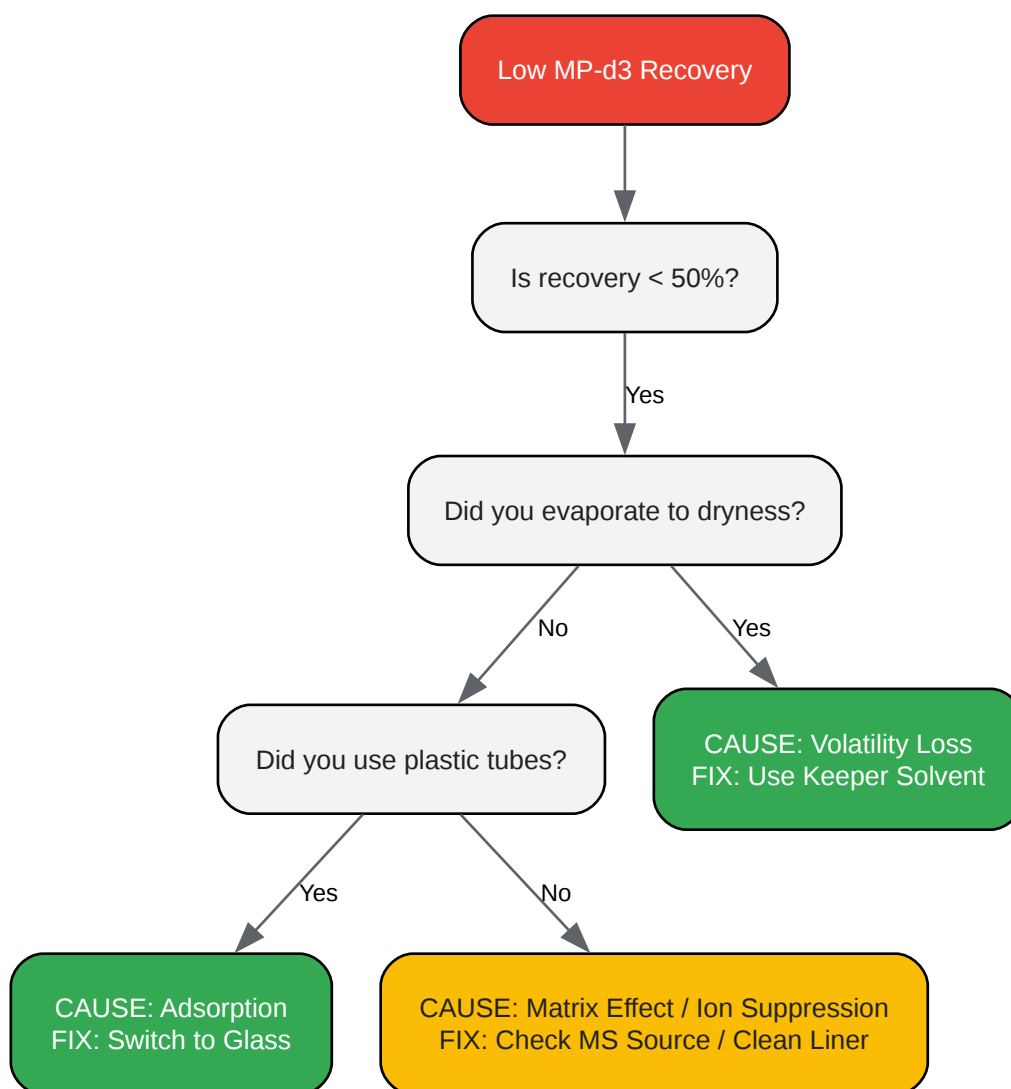 Low MP-d3 Recovery
Is recovery < 50%?
Yes
Did you evaporate to dryness?
No
Yes
Did you use plastic tubes?
CAUSE: Volatility Loss
FIX: Use Keeper Solvent
Yes
No
CAUSE: Adsorption
FIX: Switch to Glass
CAUSE: Matrix Effect / Ion Suppression
FIX: Check MS Source / Clean Liner